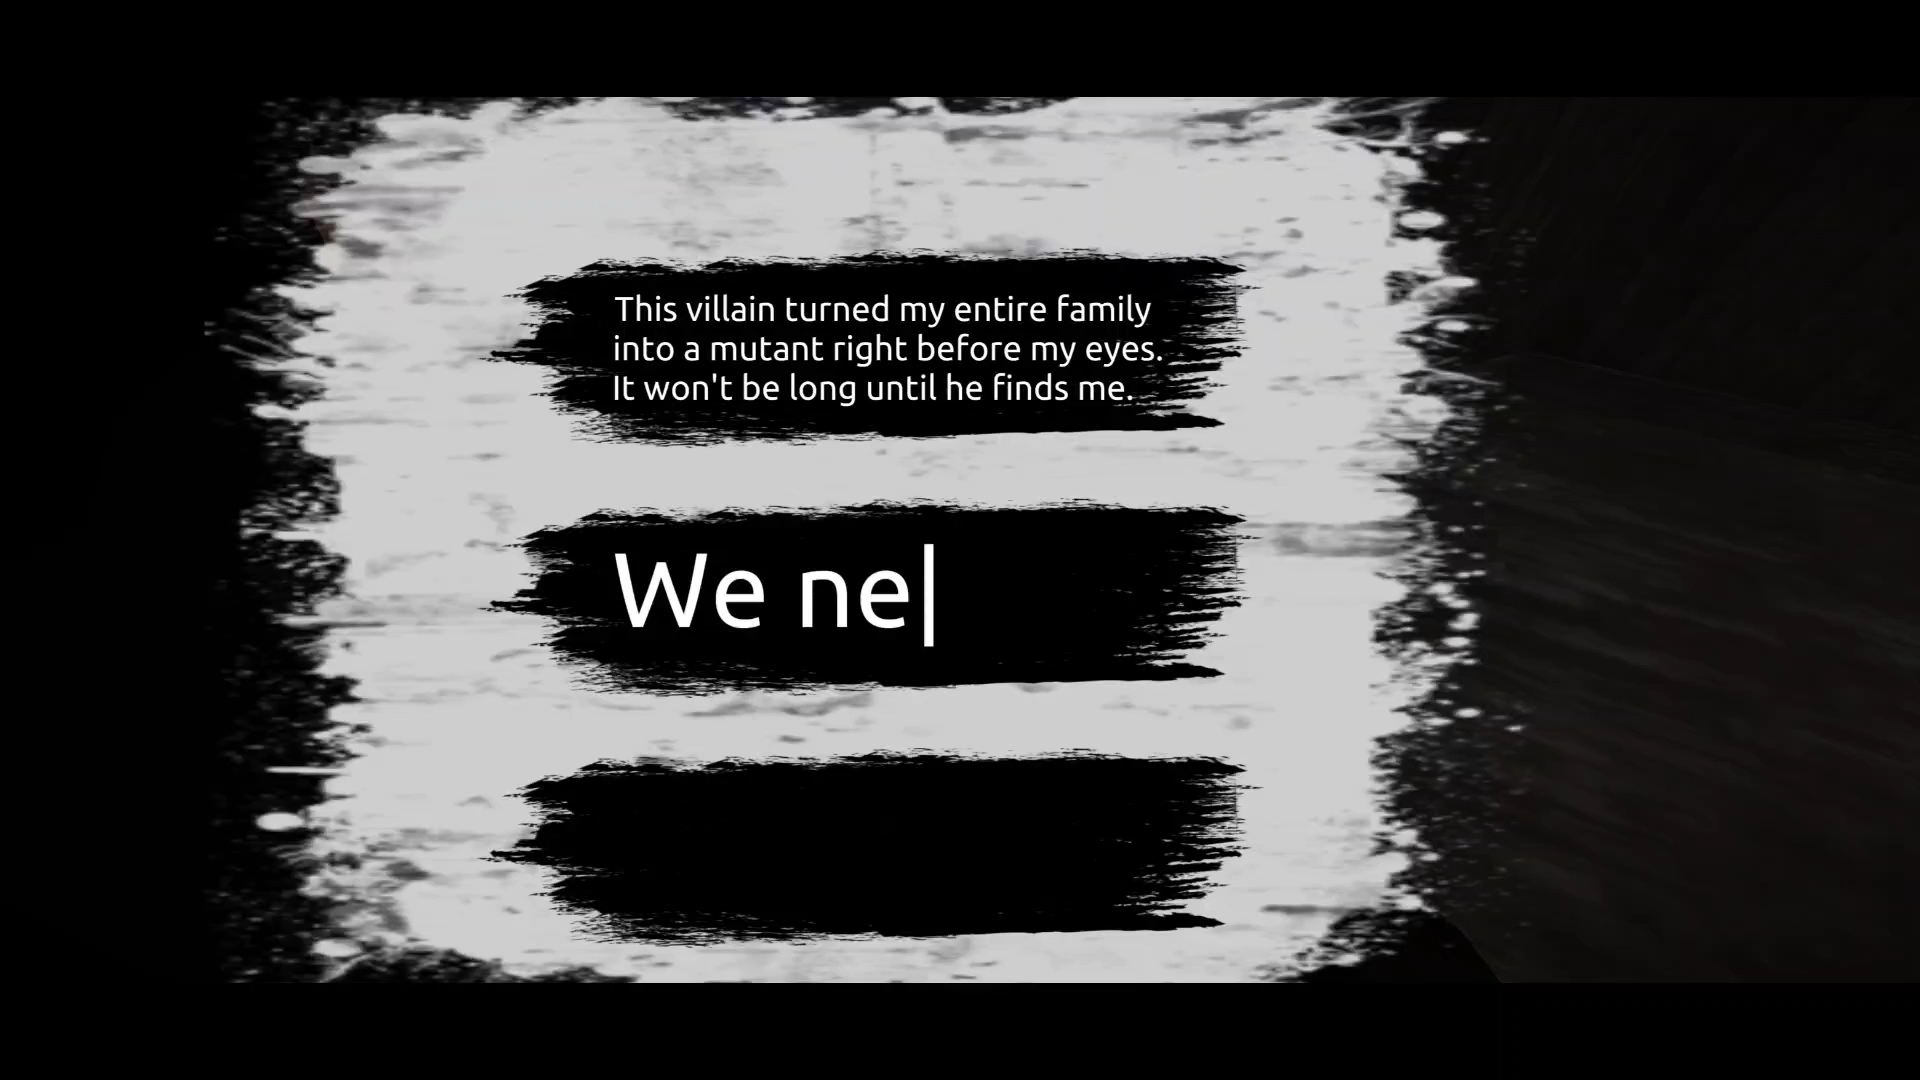 This villain turned my entire family
into a mutant right before my eyes.
It won't be long until he finds me.
We ne